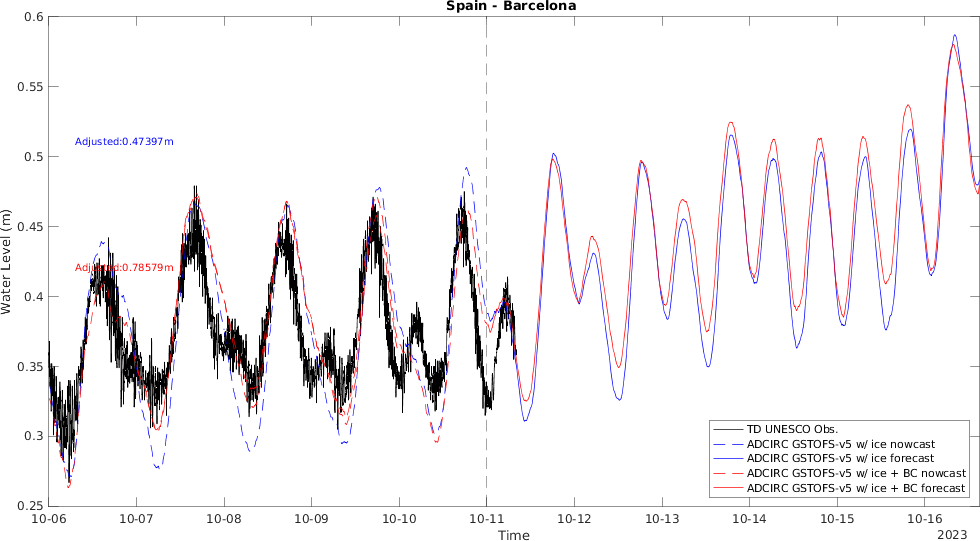 Spain - Barcelona
0.6
0.55
0.5
0.45
0.4
0.35
0.3
0.25
Water Level (m)
Adjusted:0.47397m
Adjusted:0.78579m
TD UNESCO Obs.
ADCIRC GSTOFS-v5 w/ ice nowcast
ADCIRC GSTOFS-v5 w/ ice forecast
ADCIRC GSTOFS-v5 w/ ice + BC nowcast
ADCIRC GSTOFS-v5 w/ ice + BC forecast
10-06 10-07 10-08 10-09 10-10 10-11 10-12 10-13 10-14 10-15 10-16
Time
2023